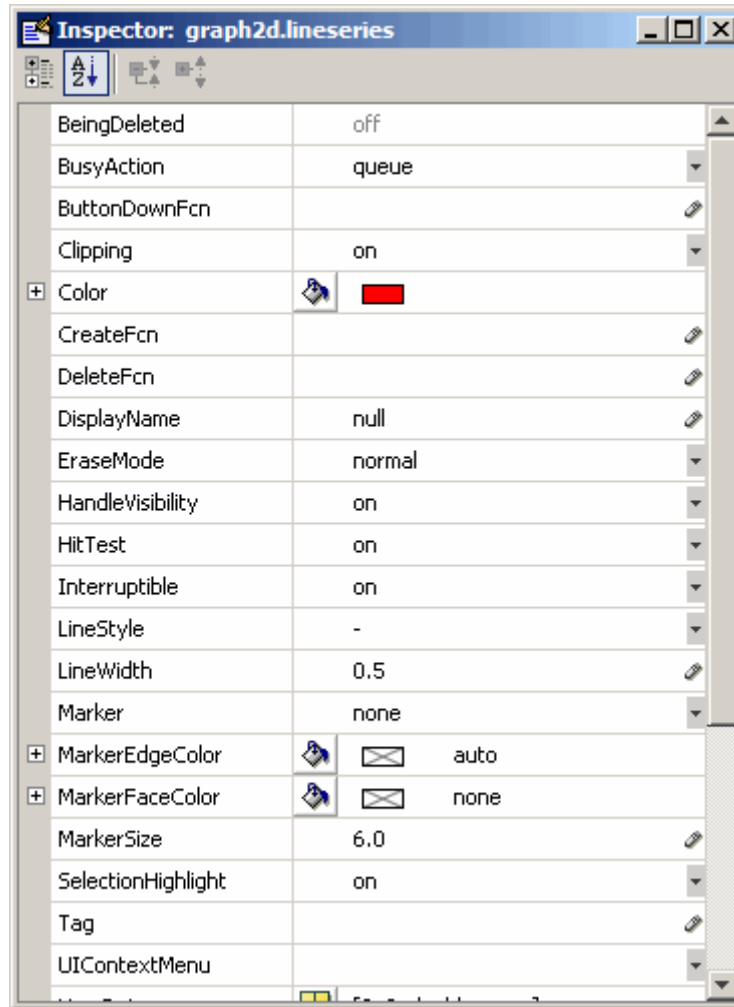 Inspector: graph2d.lineseries
BeingDeleted off
BusyAction queue
ButtonDownFcn
Clipping on
Color
CreateFcn
DeleteFcn
DisplayName null
EraseMode normal
HandleVisibility on
HitTest on
Interruptible on
LineStyle -
LineWidth 0.5
Marker none
MarkerEdgeColor auto
MarkerFaceColor none
MarkerSize 6.0
SelectionHighlight on
Tag
UIContextMenu